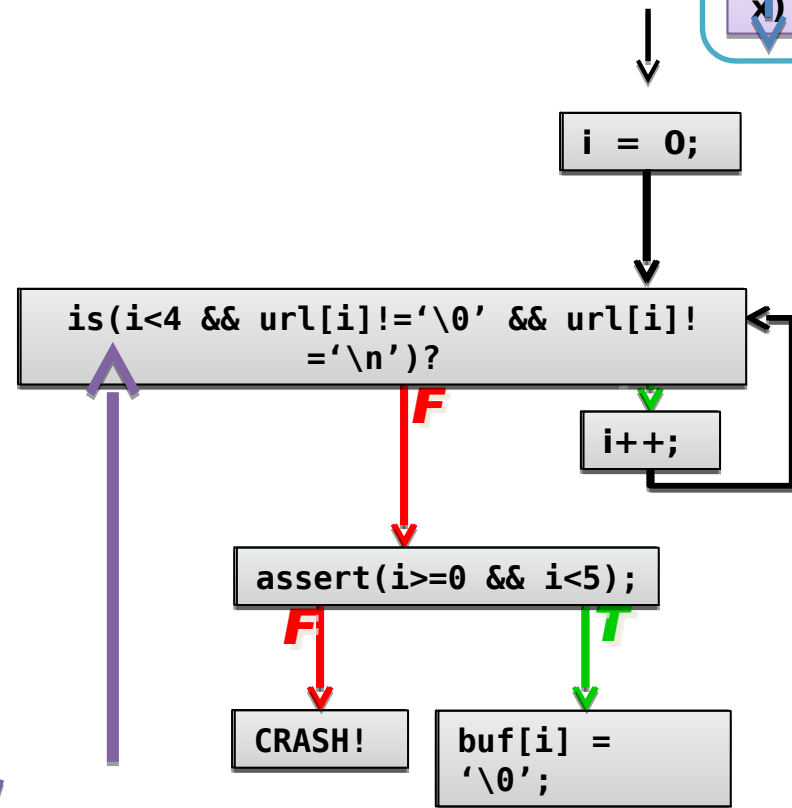 x)
i = 0;
is(i<4 && url[i]!=‘\0’ && url[i]!
=‘\n’)?
F
i++;
assert(i>=0 && i<5);
F
T
CRASH!
buf[i] =
‘\0’;